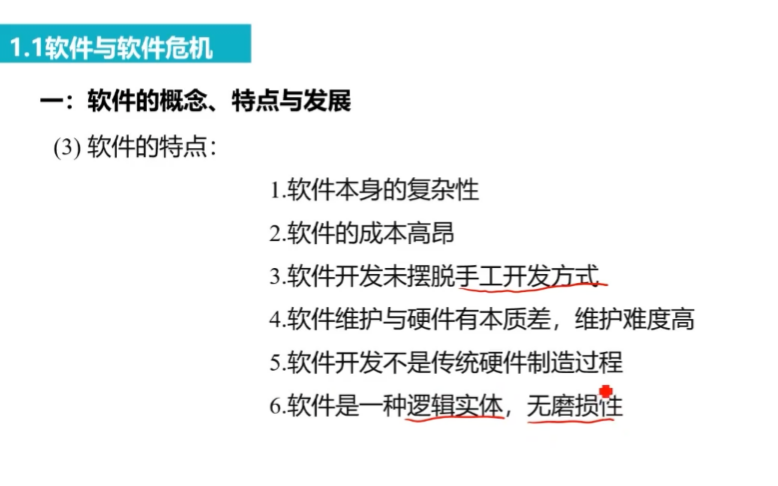 1.1软件与软件危机
一：软件的概念、特点与发展
(3) 软件的特点：
1.软件本身的复杂性
2.软件的成本高昂
3.软件开发未摆脱手工开发方式
4.软件维护与硬件有本质差，维护难度高
5.软件开发不是传统硬件制造过程
6.软件是一种逻辑实体，无磨损性